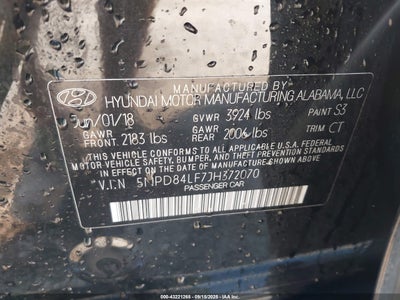 MANUFACTURED BY
HYUNDAI MOTOR MANUFACTURING ALABAMA, LLC
Jun/01/18 GVWR 3924 lbs PAINT S3
GAWR FRONT 2183 lbs GAWR REAR 2006 lbs TRIM CT
THIS VEHICLE CONFORMS TO ALL APPLICABLE U.S.A. FEDERAL
MOTOR VEHICLE SAFETY, BUMPER, AND THEFT PREVENTION
STANDARDS IN EFFECT ON THE DATE OF MANUFACTURE SHOWN ABOVE.
V.I.N 5NPD84LF7JH372070
PASSENGER CAR
000-43221265 (09/15/2025 - IAA)